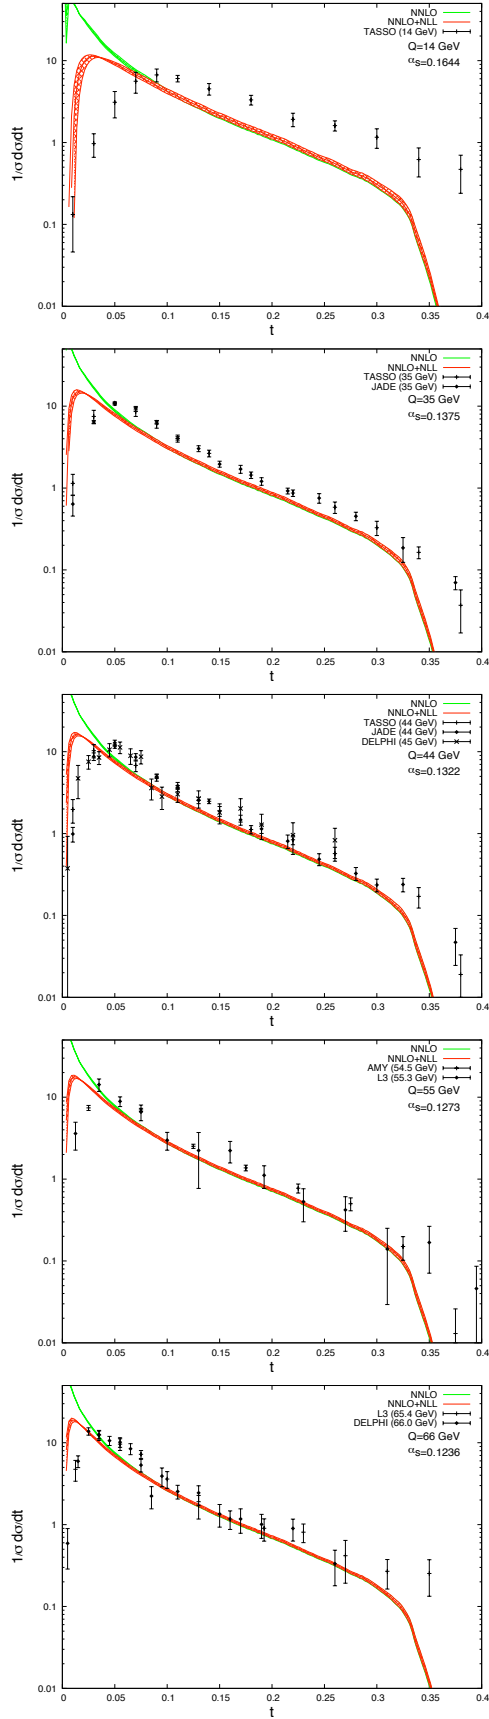 NNLO
NNLO+NLL
TASSO (14 GeV)
Q=14 GeV
αs=0.1644
10
1
0.1
0.01
1/σ dσ/dt
0 0.05 0.1 0.15 0.2 0.25 0.3 0.35 0.4
t
NNLO
NNLO+NLL
TASSO (35 GeV)
JADE (35 GeV)
Q=35 GeV
αs=0.1375
10
1
0.1
0.01
1/σ dσ/dt
0 0.05 0.1 0.15 0.2 0.25 0.3 0.35 0.4
t
NNLO
NNLO+NLL
TASSO (44 GeV)
JADE (44 GeV)
DELPHI (45 GeV)
Q=44 GeV
αs=0.1322
10
1
0.1
0.01
1/σ dσ/dt
0 0.05 0.1 0.15 0.2 0.25 0.3 0.35 0.4
t
NNLO
NNLO+NLL
AMY (54.5 GeV)
L3 (55.3 GeV)
Q=55 GeV
αs=0.1273
10
1
0.1
0.01
1/σ dσ/dt
0 0.05 0.1 0.15 0.2 0.25 0.3 0.35 0.4
t
NNLO
NNLO+NLL
L3 (65.4 GeV)
DELPHI (66.0 GeV)
Q=66 GeV
αs=0.1236
10
1
0.1
0.01
1/σ dσ/dt
0 0.05 0.1 0.15 0.2 0.25 0.3 0.35 0.4
t